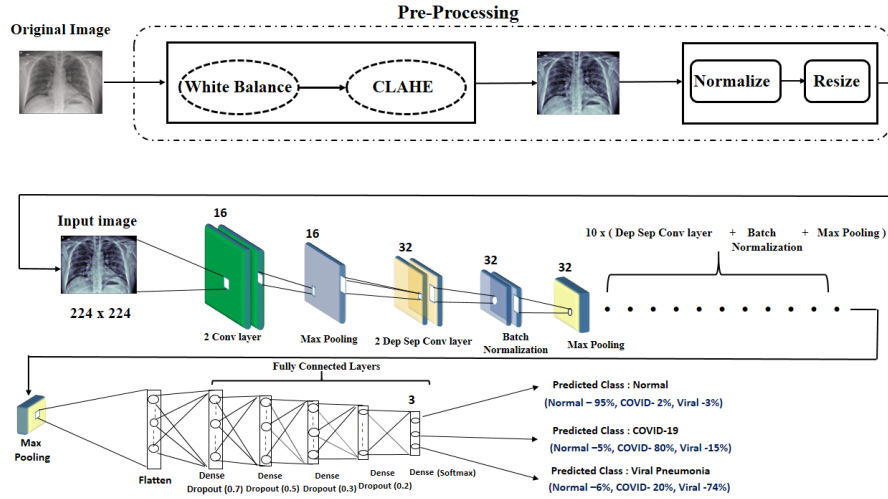 Pre-Processing
Original Image
White Balance
CLAHE
Normalize
Resize
Input image
224 x 224
16
2 Conv layer
16
Max Pooling
32
2 Dep Sep Conv layer
32
Batch
Normalization
32
Max Pooling
10 x ( Dep Sep Conv layer + Batch + Max Pooling )
Normalization
Fully Connected Layers
Max
Pooling
Flatten
Dense
Dropout (0.7)
Dense
Dropout (0.5)
Dense
Dropout (0.3)
Dense
Dropout (0.2)
3
Dense (Softmax)
Predicted Class : Normal
(Normal – 95%, COVID- 2%, Viral -3%)
Predicted Class : COVID-19
(Normal –5%, COVID- 80%, Viral -15%)
Predicted Class : Viral Pneumonia
(Normal –6%, COVID- 20%, Viral -74%)